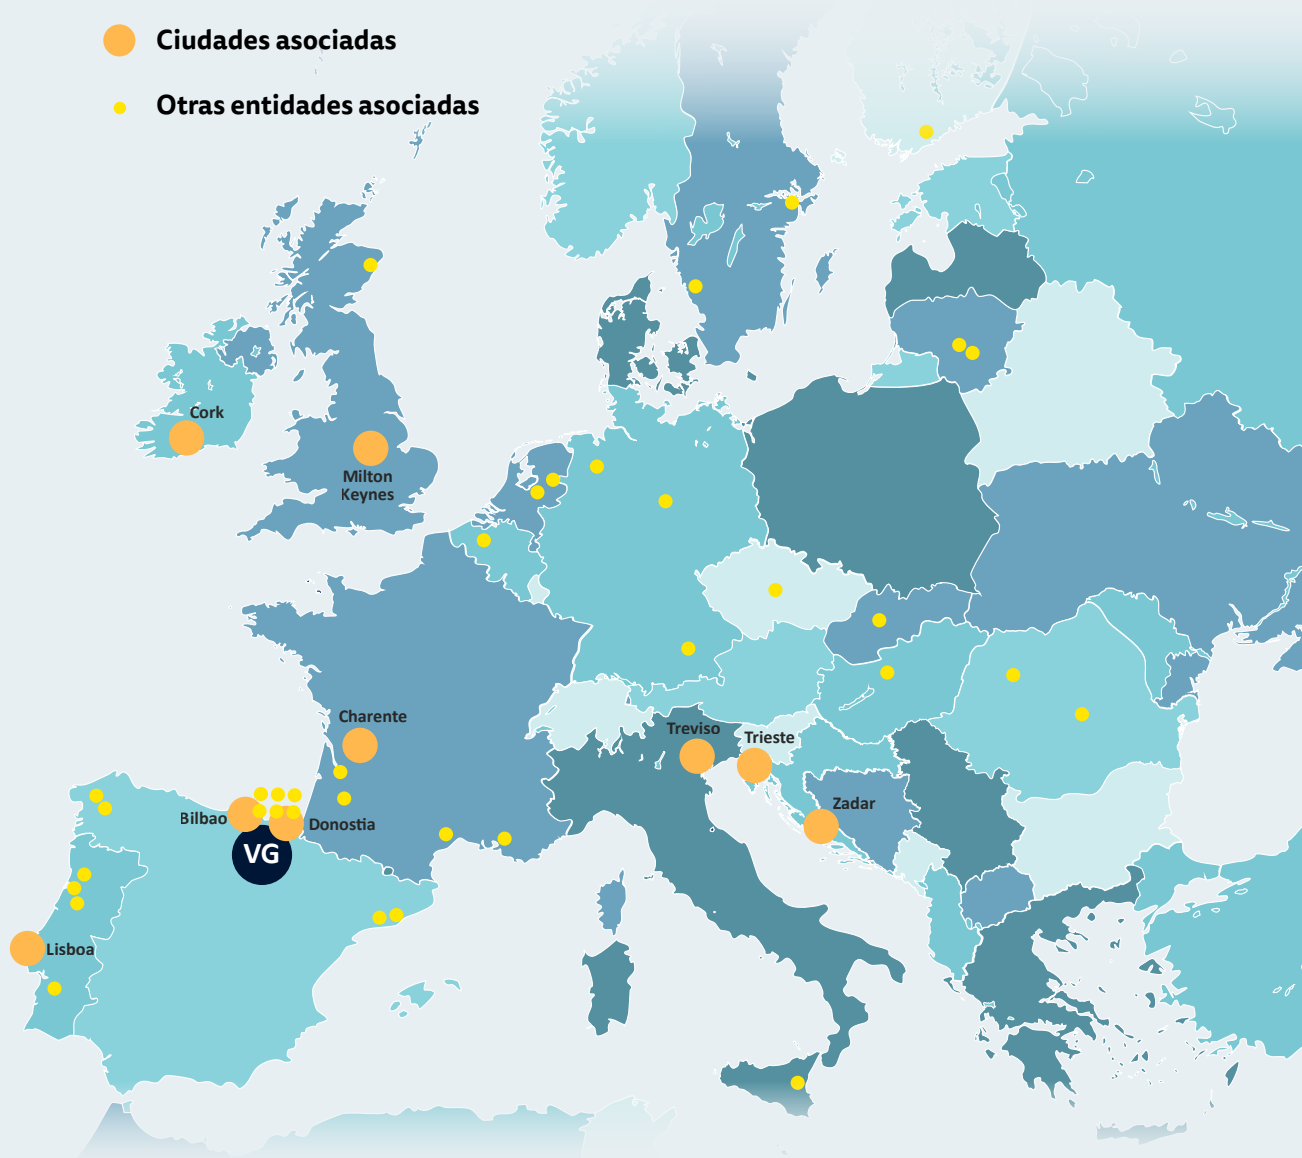 Ciudades asociadas
Otras entidades asociadas
Cork
Milton
Keynes
Charente
Treviso
Trieste
Zadar
Bilbao
Donostia
VG
Lisboa